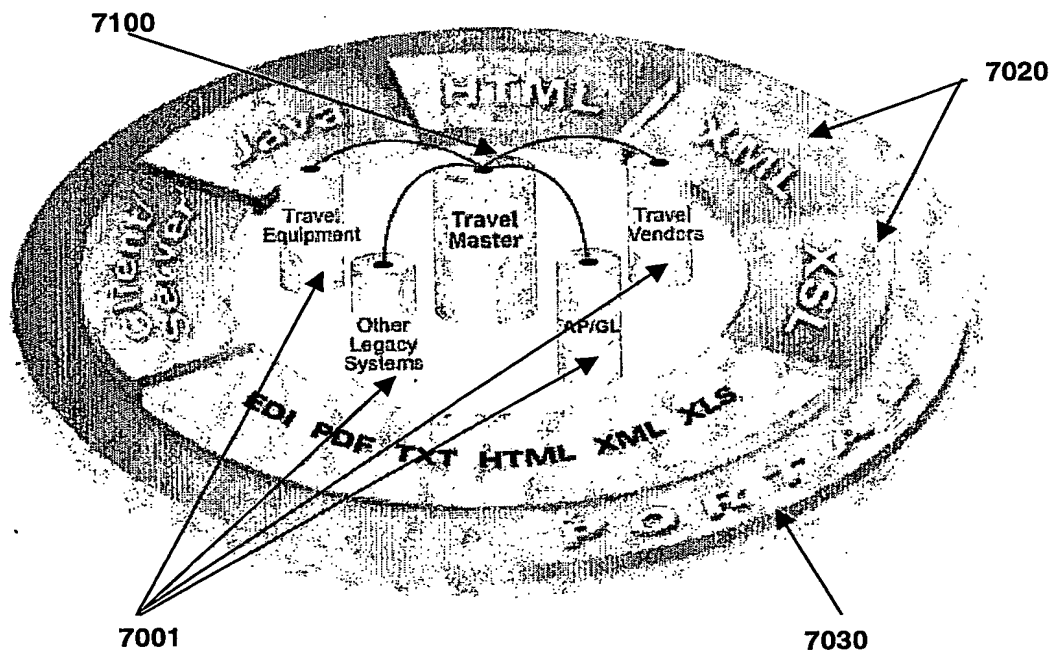 7100
7020
Java
HTML
XML
XSL
Client/
Server
Travel
Equipment
Travel
Master
Travel
Vendors
Other
Legacy
Systems
AP/GL
EDI PDF TXT HTML XML XLS
PORTAL
7001
7030